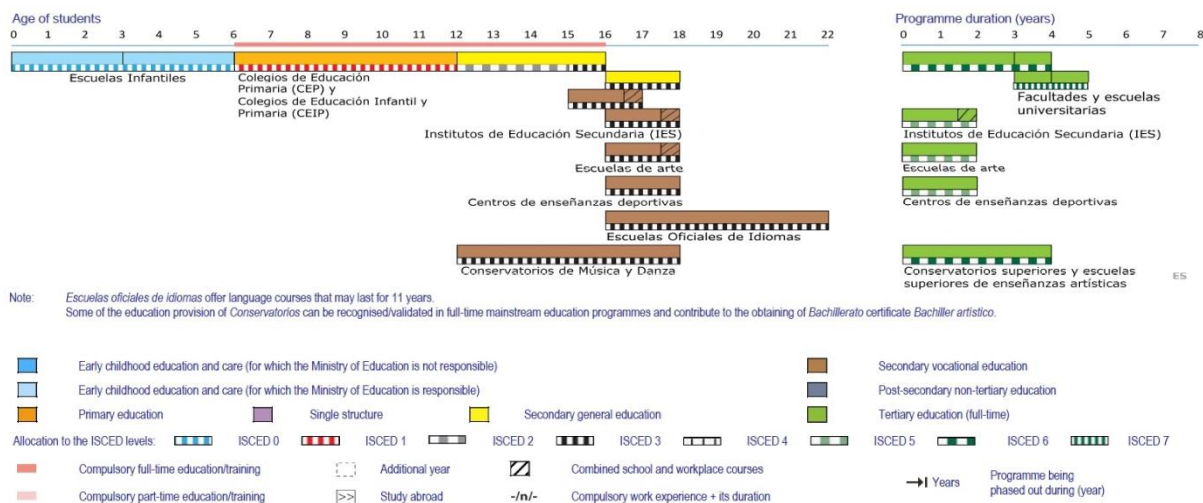 Age of students
Programme duration (years)
0 1 2 3 4 5 6 7 8 9 10 11 12 13 14 15 16 17 18 19 20 21 22
0 1 2 3 4 5 6 7 8
Escuelas Infantiles
Colegios de Educación
Primaria (CEP) y
Colegios de Educación Infantil y
Primaria (CEIP)
Facultades y escuelas
universitarias
Institutos de Educación Secundaria (IES)
Institutos de Educación Secundaria (IES)
Escuelas de arte
Escuelas de arte
Centros de enseñanzas deportivas
Centros de enseñanzas deportivas
Escuelas Oficiales de Idiomas
Conservatorios de Música y Danza
Conservatorios superiores y escuelas
superiores de enseñanzas artísticas
ES
Note: Escuelas oficiales de idiomas offer language courses that may last for 11 years.
Some of the education provision of Conservatorios can be recognised/validated in full-time mainstream education programmes and contribute to the obtaining of Bachillerato certificate Bachiller artístico.
Early childhood education and care (for which the Ministry of Education is not responsible)
Secondary vocational education
Early childhood education and care (for which the Ministry of Education is responsible)
Post-secondary non-tertiary education
Primary education
Single structure
Secondary general education
Tertiary education (full-time)
Allocation to the ISCED levels: ISCED 0 ISCED 1 ISCED 2 ISCED 3 ISCED 4 ISCED 5 ISCED 6 ISCED 7
Compulsory full-time education/training
Additional year
Combined school and workplace courses
Years
Programme being
phased out during (year)
Compulsory part-time education/training
>> Study abroad
-/n/- Compulsory work experience + its duration